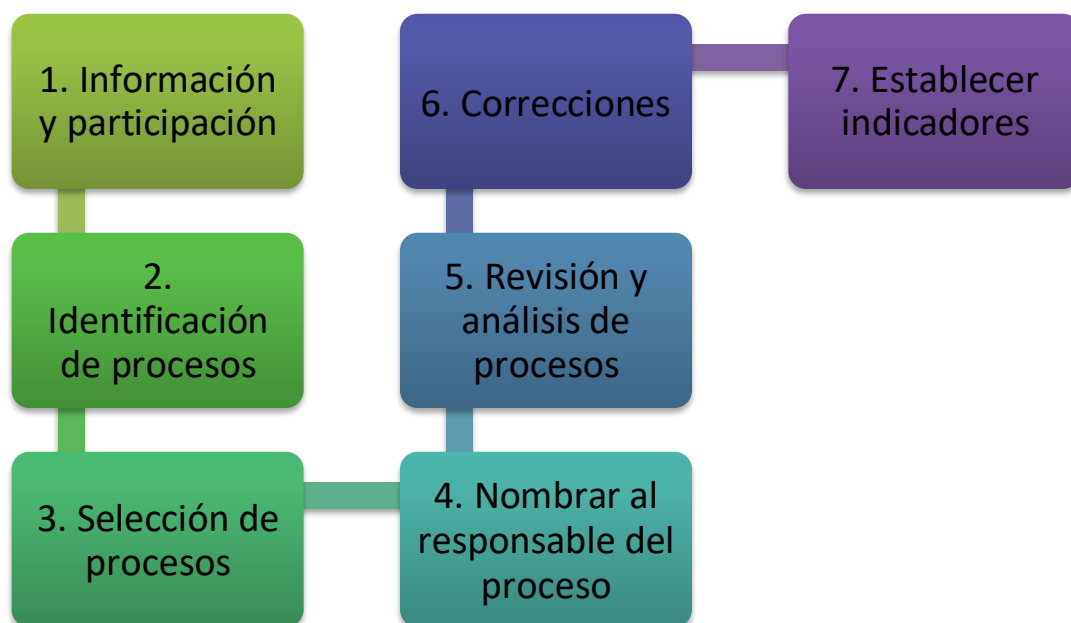 1. Información
y participación
2.
Identificación
de procesos
3. Selección de
procesos
4. Nombrar al
responsable del
proceso
5. Revisión y
análisis de
procesos
6. Correcciones
7. Establecer
indicadores